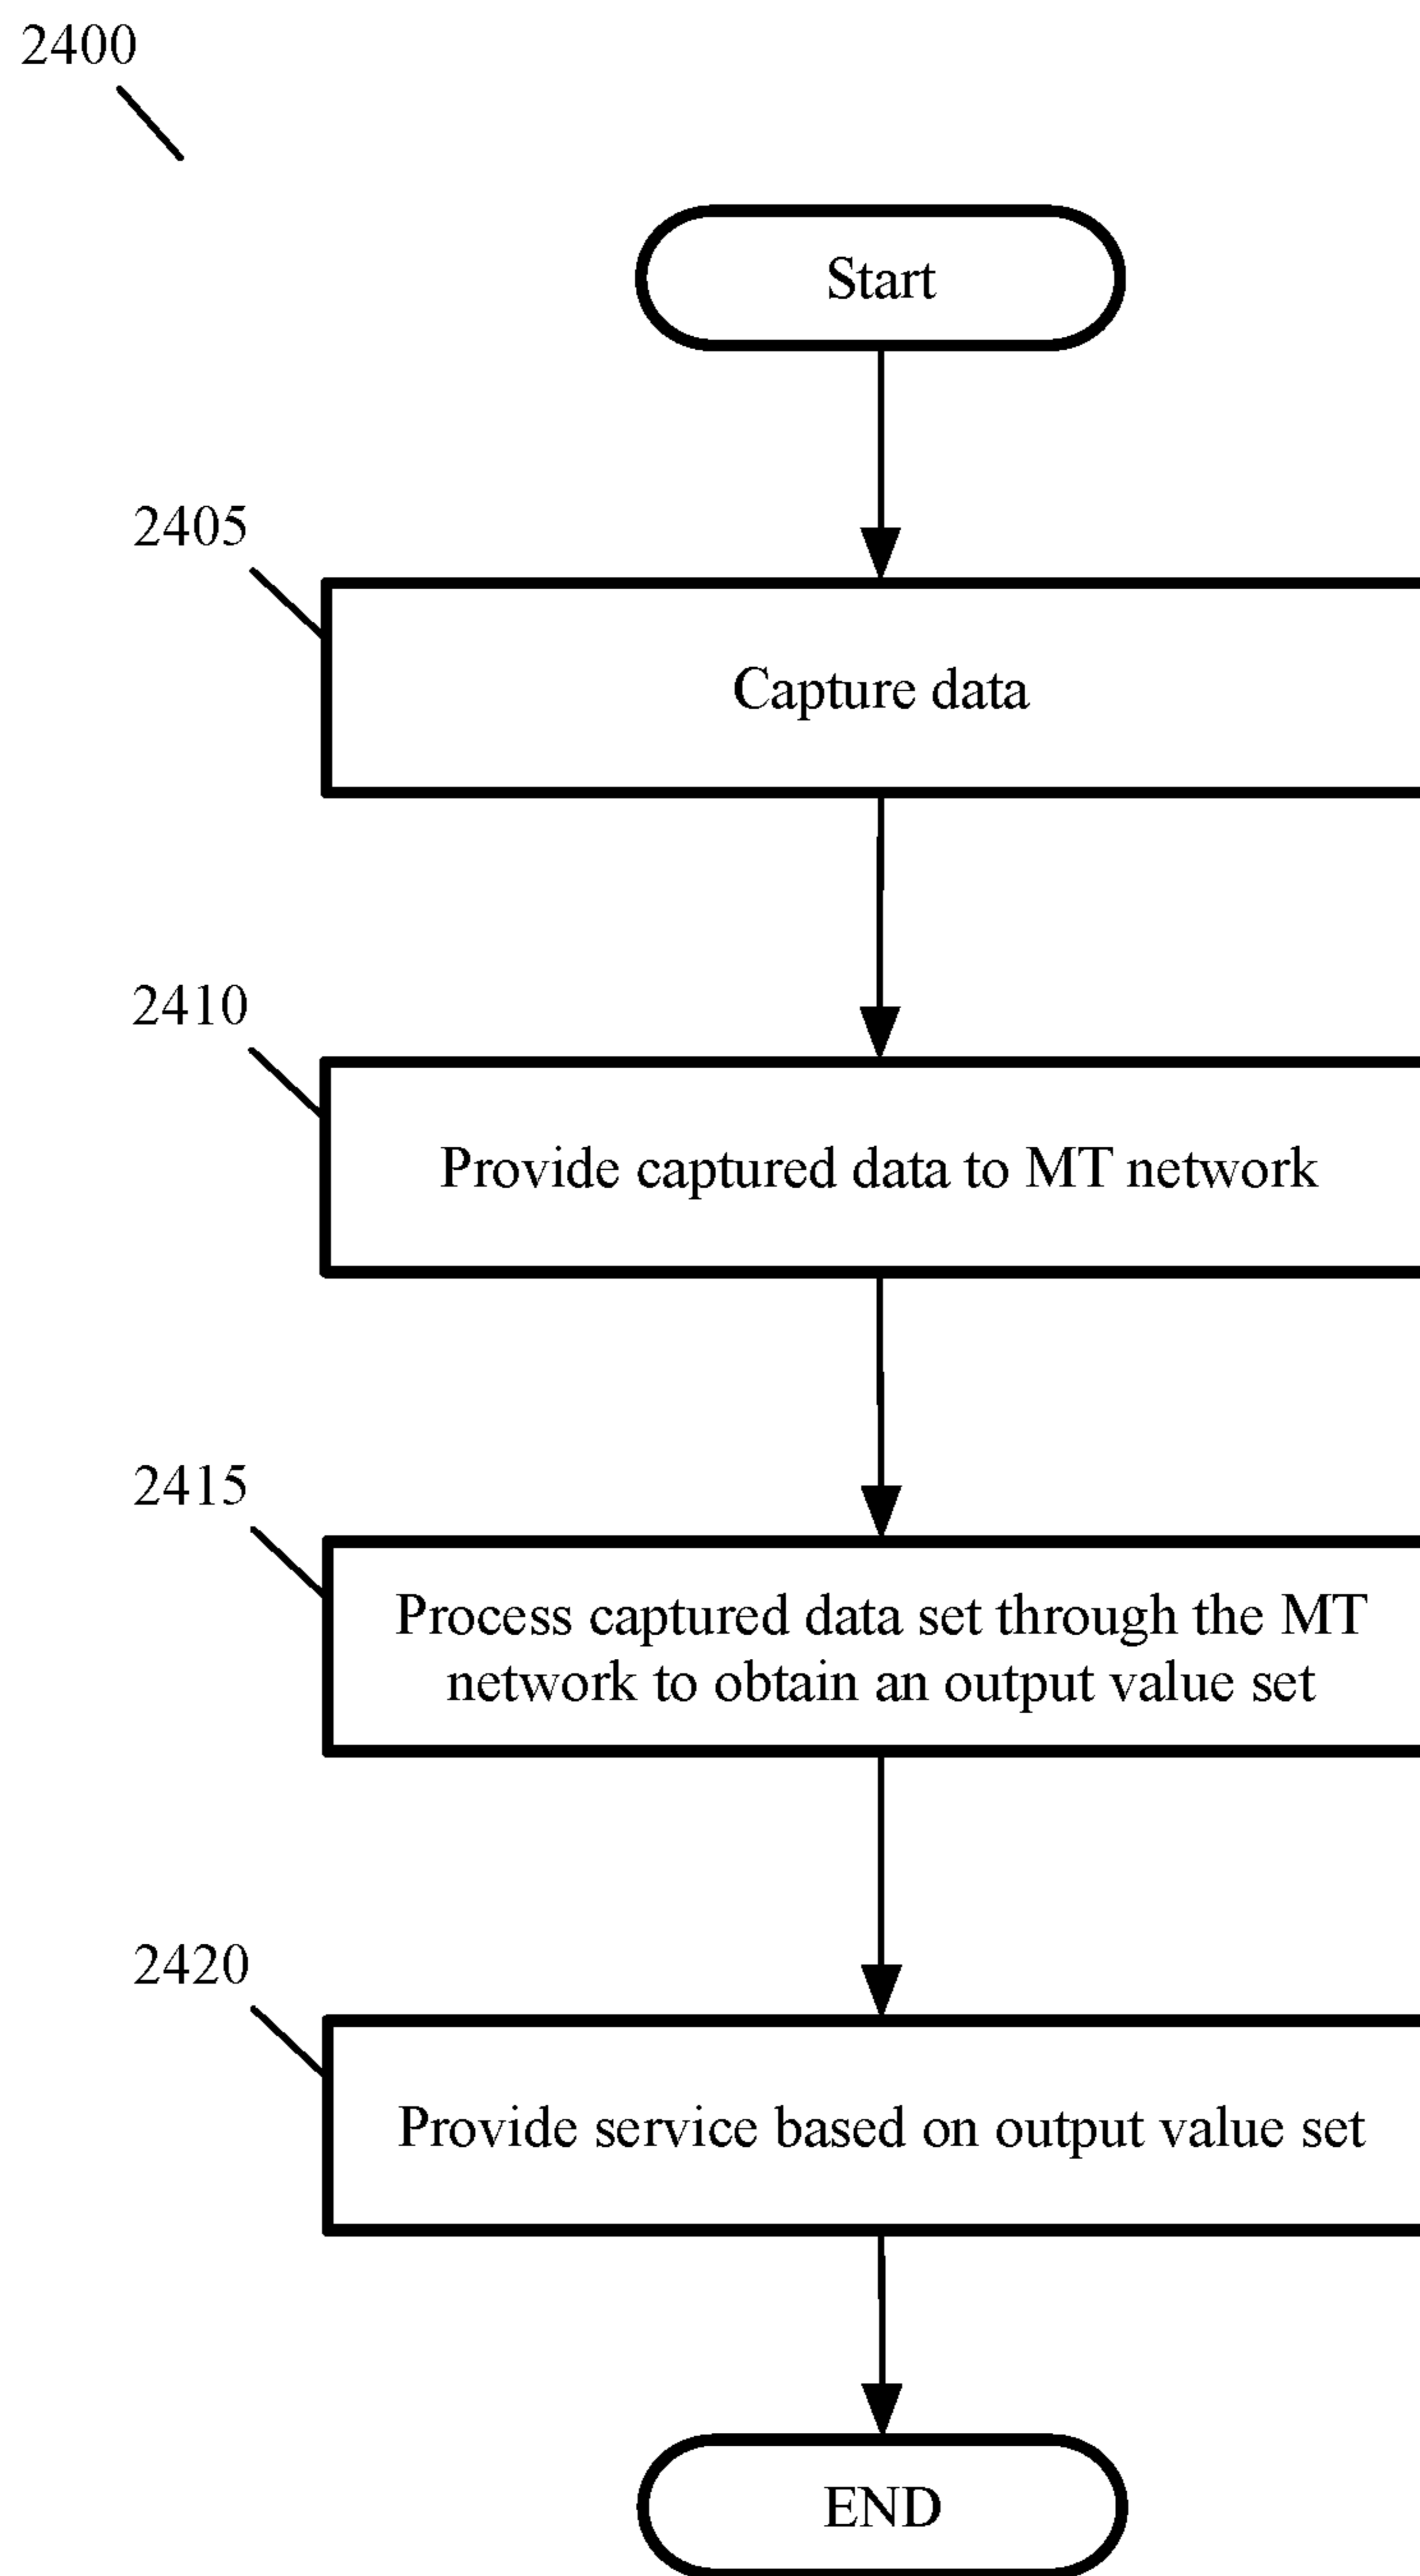 2400
Start
2405
Capture data
2410
Provide captured data to MT network
2415
Process captured data set through the MT
network to obtain an output value set
2420
Provide service based on output value set
END